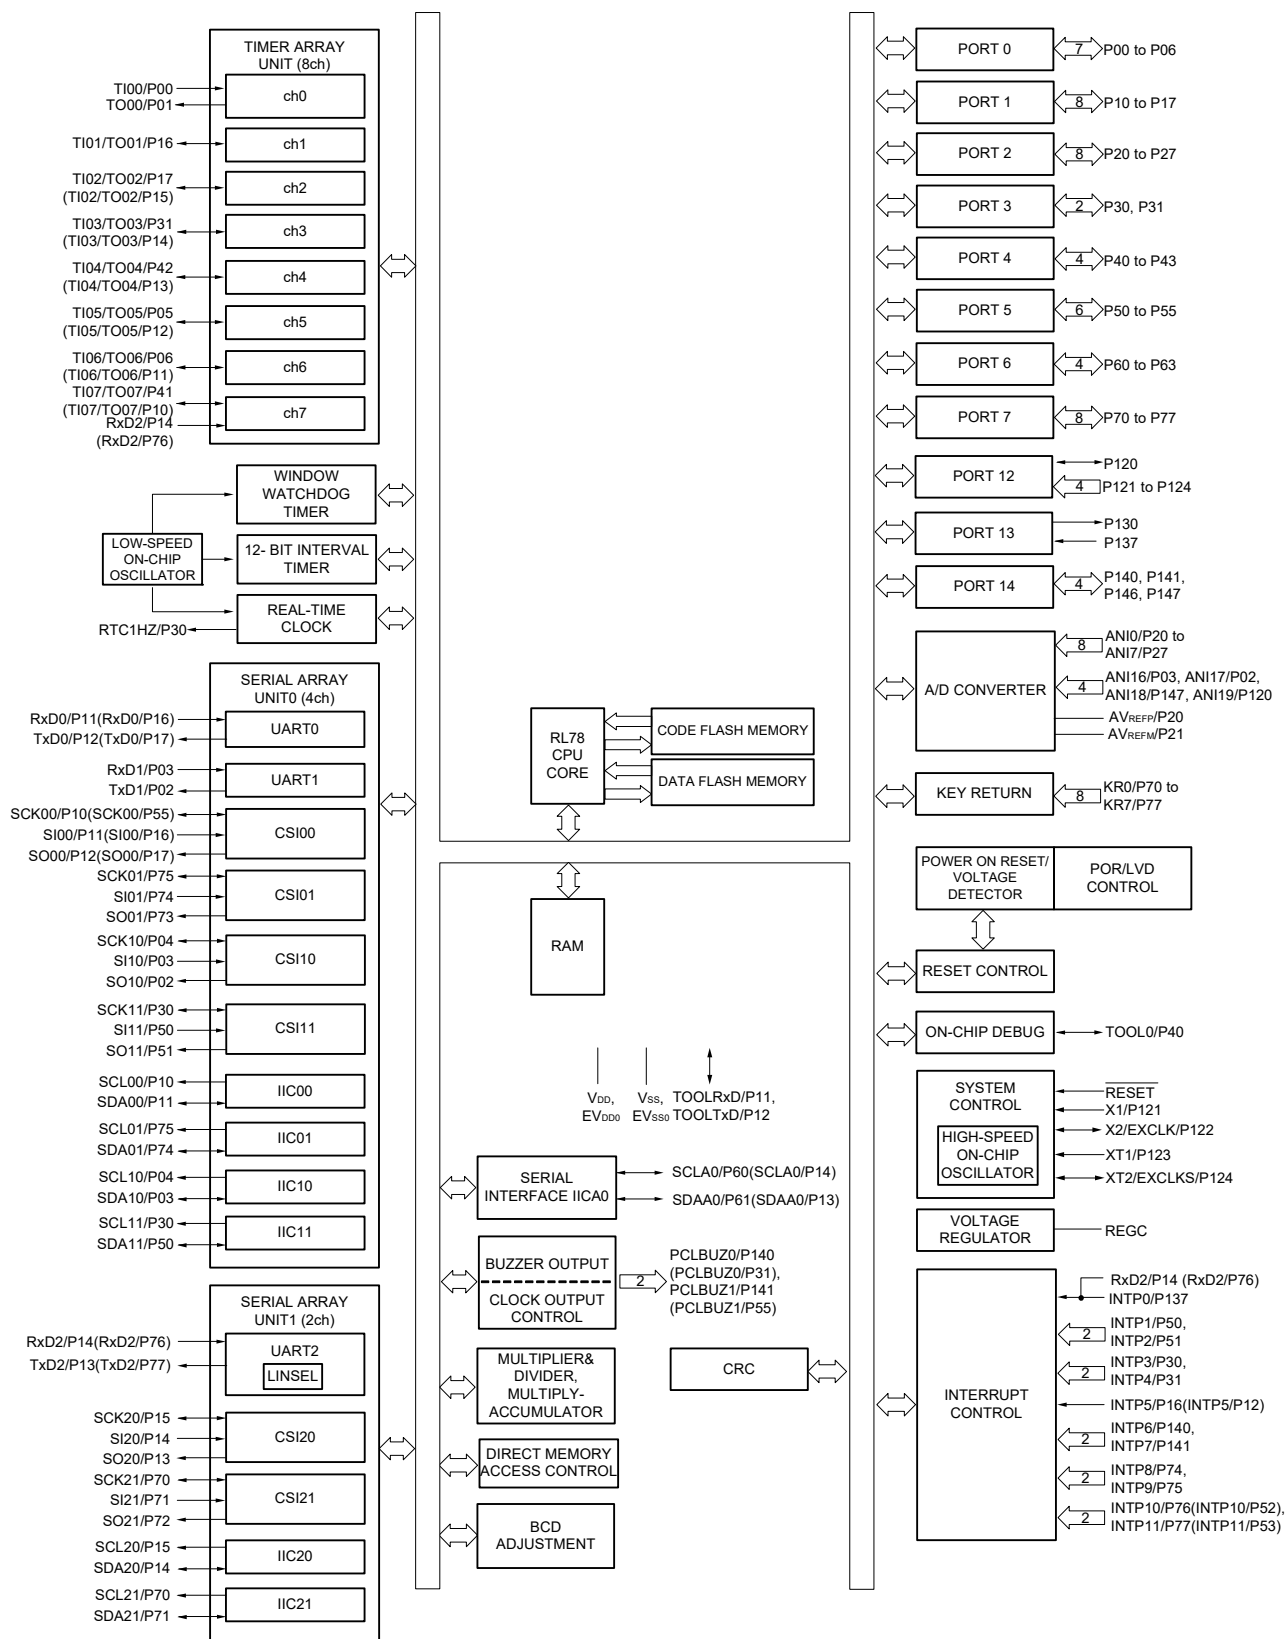 TIMER ARRAY
UNIT (8ch)
TI00/P00
TO00/P01
ch0
TI01/TO01/P16
ch1
TI02/TO02/P17
(TI02/TO02/P15)
ch2
TI03/TO03/P31
(TI03/TO03/P14)
ch3
TI04/TO04/P42
(TI04/TO04/P13)
ch4
TI05/TO05/P05
(TI05/TO05/P12)
ch5
TI06/TO06/P06
(TI06/TO06/P11)
ch6
TI07/TO07/P41
(TI07/TO07/P10)
RxD2/P14
(RxD2/P76)
ch7
WINDOW
WATCHDOG
TIMER
LOW-SPEED
ON-CHIP
OSCILLATOR
12- BIT INTERVAL
TIMER
REAL-TIME
CLOCK
RTC1HZ/P30
SERIAL ARRAY
UNIT0 (4ch)
RxD0/P11(RxD0/P16)
TxD0/P12(TxD0/P17)
UART0
RxD1/P03
TxD1/P02
UART1
SCK00/P10(SCK00/P55)
SI00/P11(SI00/P16)
SO00/P12(SO00/P17)
CSI00
SCK01/P75
SI01/P74
SO01/P73
CSI01
SCK10/P04
SI10/P03
SO10/P02
CSI10
SCK11/P30
SI11/P50
SO11/P51
CSI11
SCL00/P10
SDA00/P11
IIC00
SCL01/P75
SDA01/P74
IIC01
SCL10/P04
SDA10/P03
IIC10
SCL11/P30
SDA11/P50
IIC11
SERIAL ARRAY
UNIT1 (2ch)
RxD2/P14(RxD2/P76)
TxD2/P13(TxD2/P77)
UART2
LINSEL
SCK20/P15
SI20/P14
SO20/P13
CSI20
SCK21/P70
SI21/P71
SO21/P72
CSI21
SCL20/P15
SDA20/P14
IIC20
SCL21/P70
SDA21/P71
IIC21
RL78
CPU
CORE
CODE FLASH MEMORY
DATA FLASH MEMORY
RAM
VDD,
EVDD0
VSS,
EVSS0
TOOLRxD/P11,
TOOLTxD/P12
SERIAL
INTERFACE IICA0
SCLA0/P60(SCLA0/P14)
SDAA0/P61(SDAA0/P13)
BUZZER OUTPUT
CLOCK OUTPUT
CONTROL
2
PCLBUZ0/P140
(PCLBUZ0/P31),
PCLBUZ1/P141
(PCLBUZ1/P55)
MULTIPLIER&
DIVIDER,
MULTIPLY-
ACCUMULATOR
CRC
DIRECT MEMORY
ACCESS CONTROL
BCD
ADJUSTMENT
PORT 0
7
P00 to P06
PORT 1
8
P10 to P17
PORT 2
8
P20 to P27
PORT 3
2
P30, P31
PORT 4
4
P40 to P43
PORT 5
6
P50 to P55
PORT 6
4
P60 to P63
PORT 7
8
P70 to P77
PORT 12
P120
4
P121 to P124
PORT 13
P130
P137
PORT 14
4
P140, P141,
P146, P147
A/D CONVERTER
8
ANI0/P20 to
ANI7/P27
4
ANI16/P03, ANI17/P02,
ANI18/P147, ANI19/P120
AVREFP/P20
AVREFM/P21
KEY RETURN
8
KR0/P70 to
KR7/P77
POWER ON RESET/
VOLTAGE
DETECTOR
POR/LVD
CONTROL
RESET CONTROL
ON-CHIP DEBUG
TOOL0/P40
SYSTEM
CONTROL
HIGH-SPEED
ON-CHIP
OSCILLATOR
RESET
X1/P121
X2/EXCLK/P122
XT1/P123
XT2/EXCLKS/P124
VOLTAGE
REGULATOR
REGC
INTERRUPT
CONTROL
RxD2/P14 (RxD2/P76)
INTP0/P137
2
INTP1/P50,
INTP2/P51
2
INTP3/P30,
INTP4/P31
INTP5/P16(INTP5/P12)
2
INTP6/P140,
INTP7/P141
2
INTP8/P74,
INTP9/P75
2
INTP10/P76(INTP10/P52),
INTP11/P77(INTP11/P53)